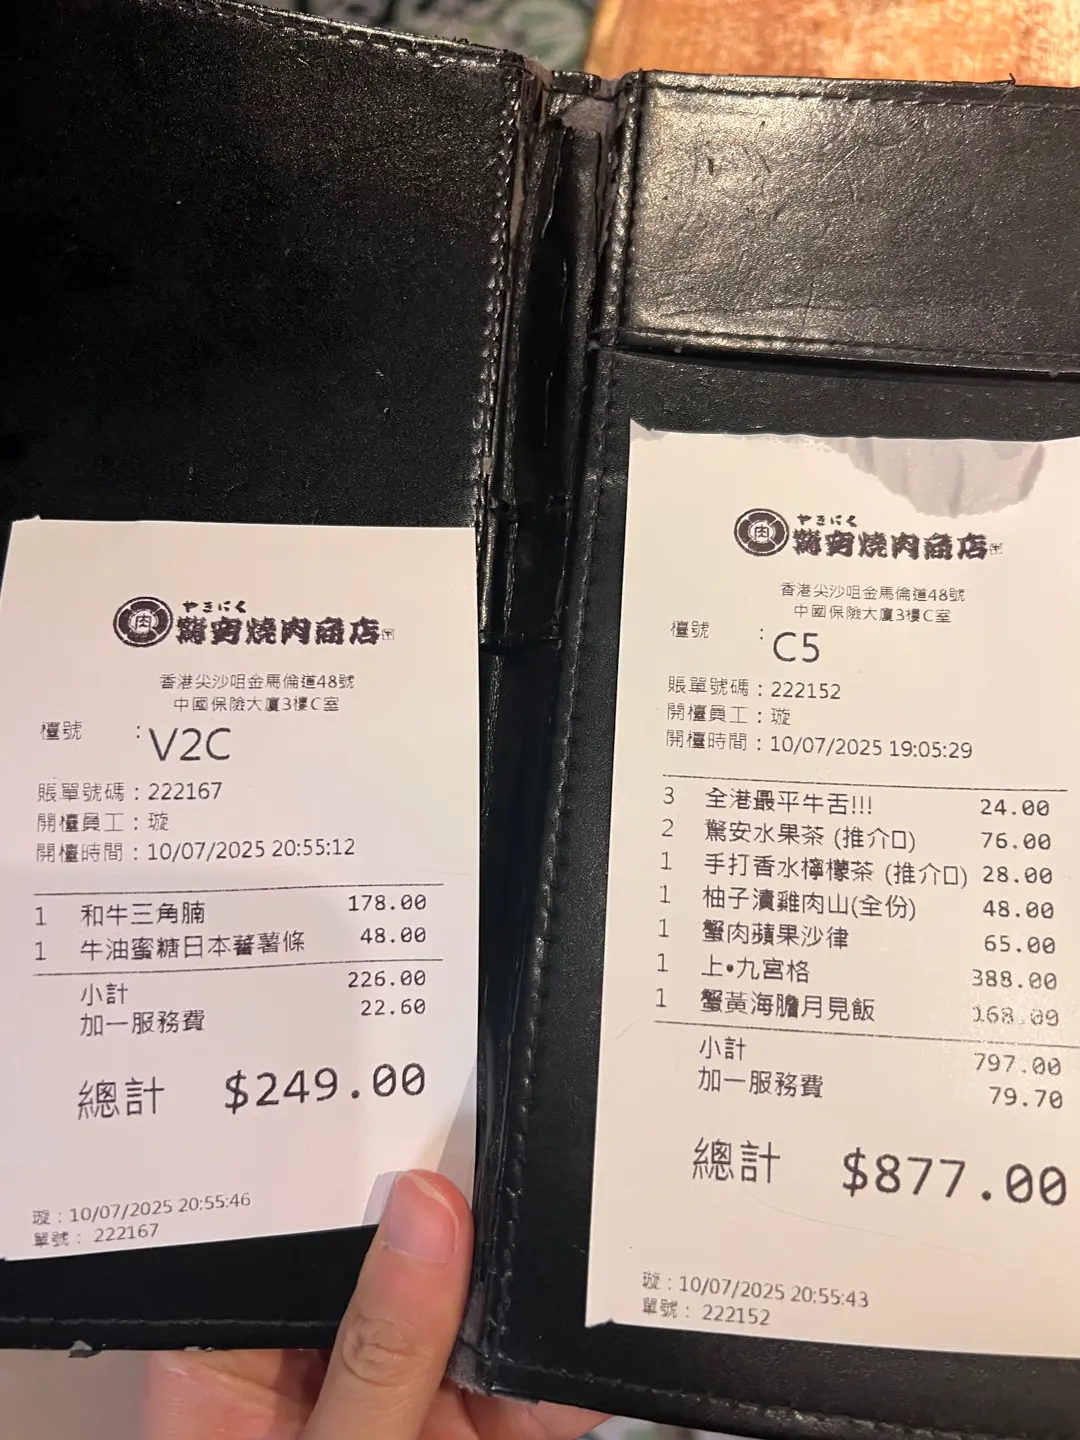 やきにく
驚安燒肉商店
香港尖沙咀金馬倫道48號
中國保險大廈3樓C室
檯號 : V2C
賬單號碼 : 222167
開檯員工 : 璇
開檯時間 : 10/07/2025 20:55:12
1 和牛三角腩 178.00
1 牛油蜜糖日本蕃薯條 48.00
小計 226.00
加一服務費 22.60
總計 $249.00
璇 : 10/07/2025 20:55:46
單號 : 222167
やきにく
驚安燒肉商店
香港尖沙咀金馬倫道48號
中國保險大廈3樓C室
檯號 : C5
賬單號碼 : 222152
開檯員工 : 璇
開檯時間 : 10/07/2025 19:05:29
3 全港最平牛舌!!! 24.00
2 驚安水果茶 (推介口) 76.00
1 手打香水檸檬茶 (推介口) 28.00
1 柚子漬雞肉山(全份) 48.00
1 蟹肉蘋果沙律 65.00
1 上•九宮格 388.00
1 蟹黃海膽月見飯 168.00
小計 797.00
加一服務費 79.70
總計 $877.00
璇 : 10/07/2025 20:55:43
單號 : 222152